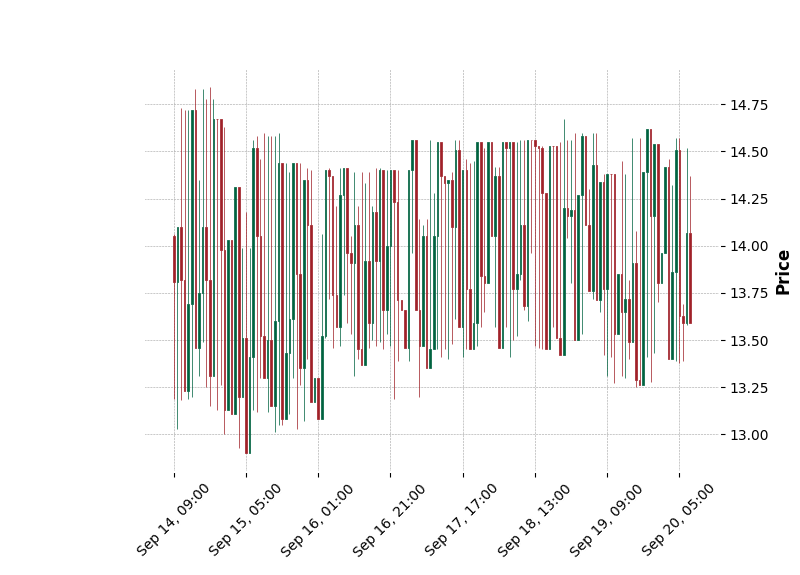 14.75
14.50
14.25
14.00
13.75
13.50
13.25
13.00
Price
Sep 14, 09:00
Sep 15, 05:00
Sep 16, 01:00
Sep 16, 21:00
Sep 17, 17:00
Sep 18, 13:00
Sep 19, 09:00
Sep 20, 05:00